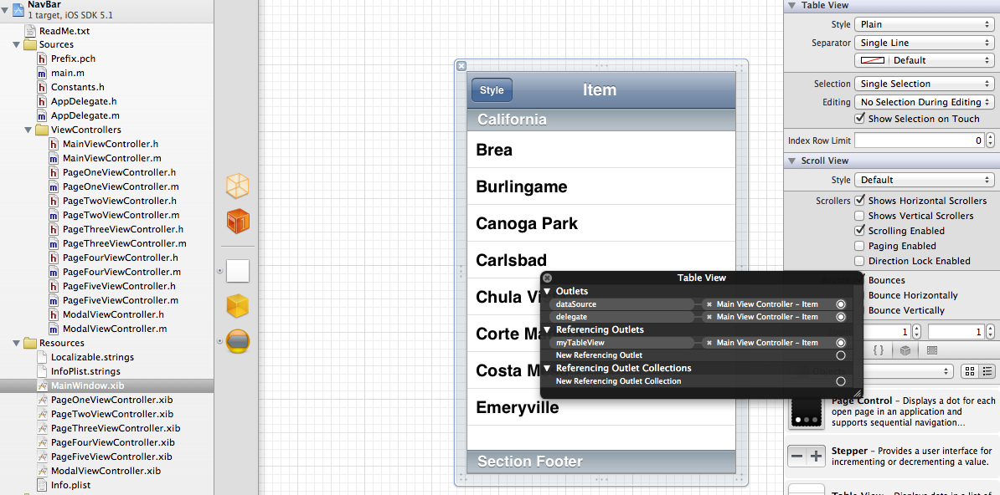 NavBar
1 target, iOS SDK 5.1
ReadMe.txt
Sources
Prefix.pch
main.m
Constants.h
AppDelegate.h
AppDelegate.m
ViewControllers
MainViewController.h
MainViewController.m
PageOneViewController.h
PageOneViewController.m
PageTwoViewController.h
PageTwoViewController.m
PageThreeViewController.h
PageThreeViewController.m
PageFourViewController.h
PageFourViewController.m
PageFiveViewController.h
PageFiveViewController.m
ModalViewController.h
ModalViewController.m
Resources
Localizable.strings
InfoPlist.strings
MainWindow.xib
PageOneViewController.xib
PageTwoViewController.xib
PageThreeViewController.xib
PageFourViewController.xib
PageFiveViewController.xib
ModalViewController.xib
Info.plist
Style Item
California
Brea
Burlingame
Canoga Park
Carlsbad
Chula Vi
Corte Ma
Costa M
Emeryville
Section Footer
Table View
Outlets
dataSource Main View Controller – Item
delegate Main View Controller – Item
Referencing Outlets
myTableView Main View Controller – Item
New Referencing Outlet
Referencing Outlet Collections
New Referencing Outlet Collection
Table View
Style Plain
Separator Single Line
Default
Selection Single Selection
Editing No Selection During Editing
Show Selection on Touch
Index Row Limit 0
Scroll View
Style Default
Scrollers Shows Horizontal Scrollers
Shows Vertical Scrollers
Scrolling Enabled
Paging Enabled
Direction Lock Enabled
Bounces
Bounce Horizontally
Bounce Vertically
1 1
{}
Objects
Page Control – Displays a dot for each
open page in an application and
supports sequential navigation...
Stepper – Provides a user interface for
incrementing or decrementing a value.
Table View – Displays data in a list of